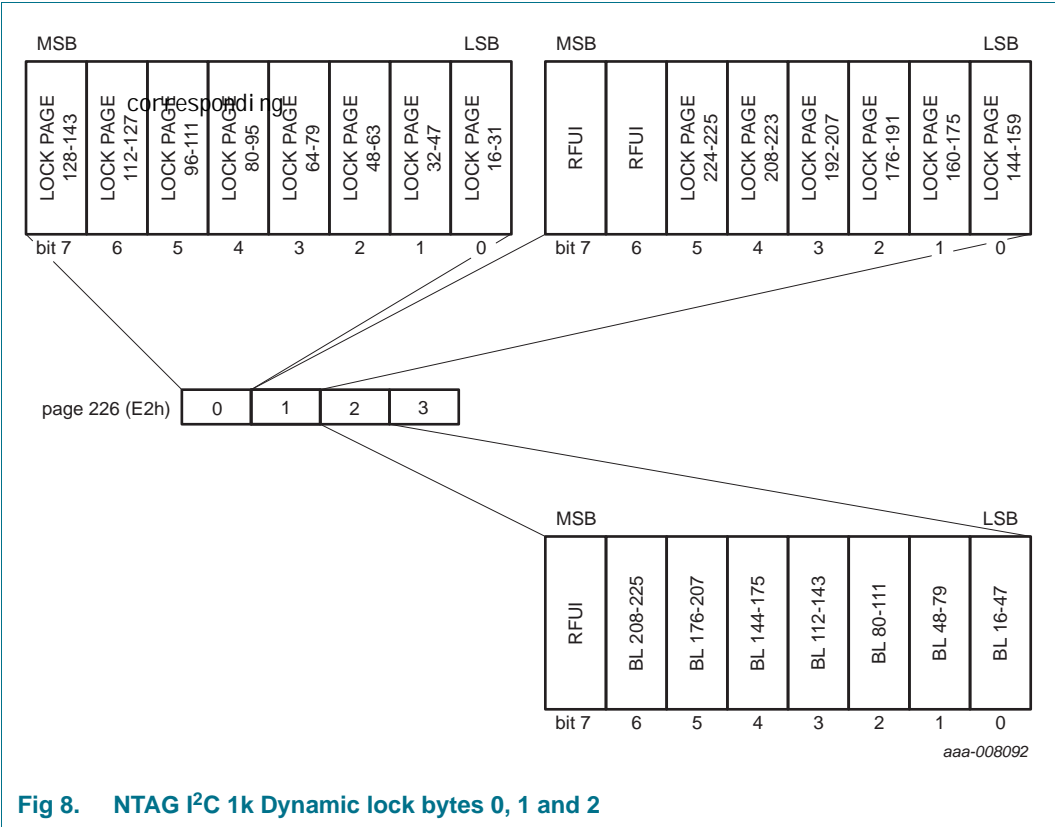 MSB LSB
LOCK PAGE 128-143
LOCK PAGE 112-127
LOCK PAGE 96-111
LOCK PAGE 80-95
LOCK PAGE 64-79
LOCK PAGE 48-63
LOCK PAGE 32-47
LOCK PAGE 16-31
corresponding
bit 7 6 5 4 3 2 1 0
MSB LSB
RFUI
RFUI
LOCK PAGE 224-225
LOCK PAGE 208-223
LOCK PAGE 192-207
LOCK PAGE 176-191
LOCK PAGE 160-175
LOCK PAGE 144-159
bit 7 6 5 4 3 2 1 0
page 226 (E2h) 0 1 2 3
MSB LSB
RFUI
BL 208-225
BL 176-207
BL 144-175
BL 112-143
BL 80-111
BL 48-79
BL 16-47
bit 7 6 5 4 3 2 1 0
aaa-008092
Fig 8. NTAG I²C 1k Dynamic lock bytes 0, 1 and 2